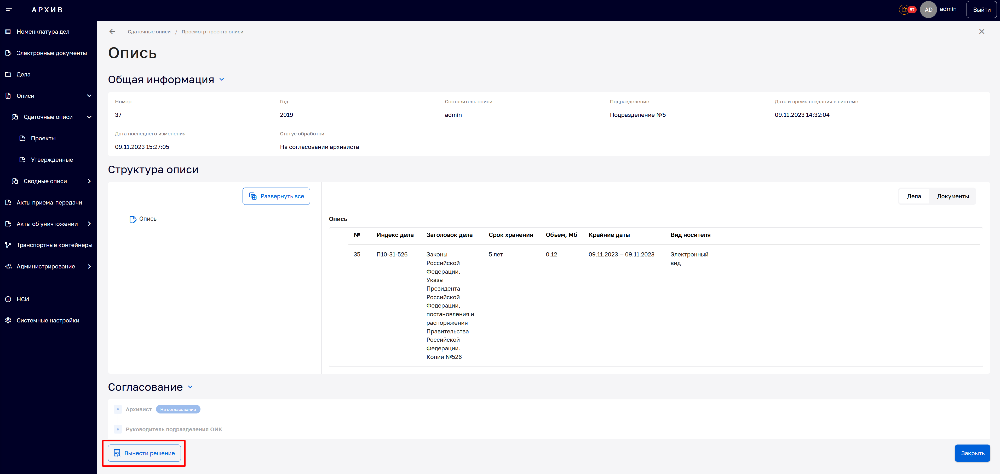 АРХИВ
57
AD
admin
Выйти
Номенклатура дел
Электронные документы
Дела
Описи
Сдаточные описи
Проекты
Утвержденные
Сводные описи
Акты приема-передачи
Акты об уничтожении
Транспортные контейнеры
Администрирование
НСИ
Системные настройки
Сдаточные описи / Просмотр проекта описи
Опись
Общая информация
Номер
37
Год
2019
Составитель описи
admin
Подразделение
Подразделение №5
Дата и время создания в системе
09.11.2023 14:32:04
Дата последнего изменения
09.11.2023 15:27:05
Статус обработки
На согласовании архивиста
Структура описи
Развернуть все
Опись
Дела
Документы
Опись
№ Индекс дела Заголовок дела Срок хранения Объем, Мб Крайние даты Вид носителя
35 П10-31-526
Законы
Российской
Федерации.
Указы
Президента
Российской
Федерации,
постановления и
распоряжения
Правительства
Российской
Федерации.
Копии №526
5 лет
0.12
09.11.2023 — 09.11.2023
Электронный
вид
Согласование
Архивист На согласовании
Руководитель подразделения ОИК
Вынести решение
Закрыть